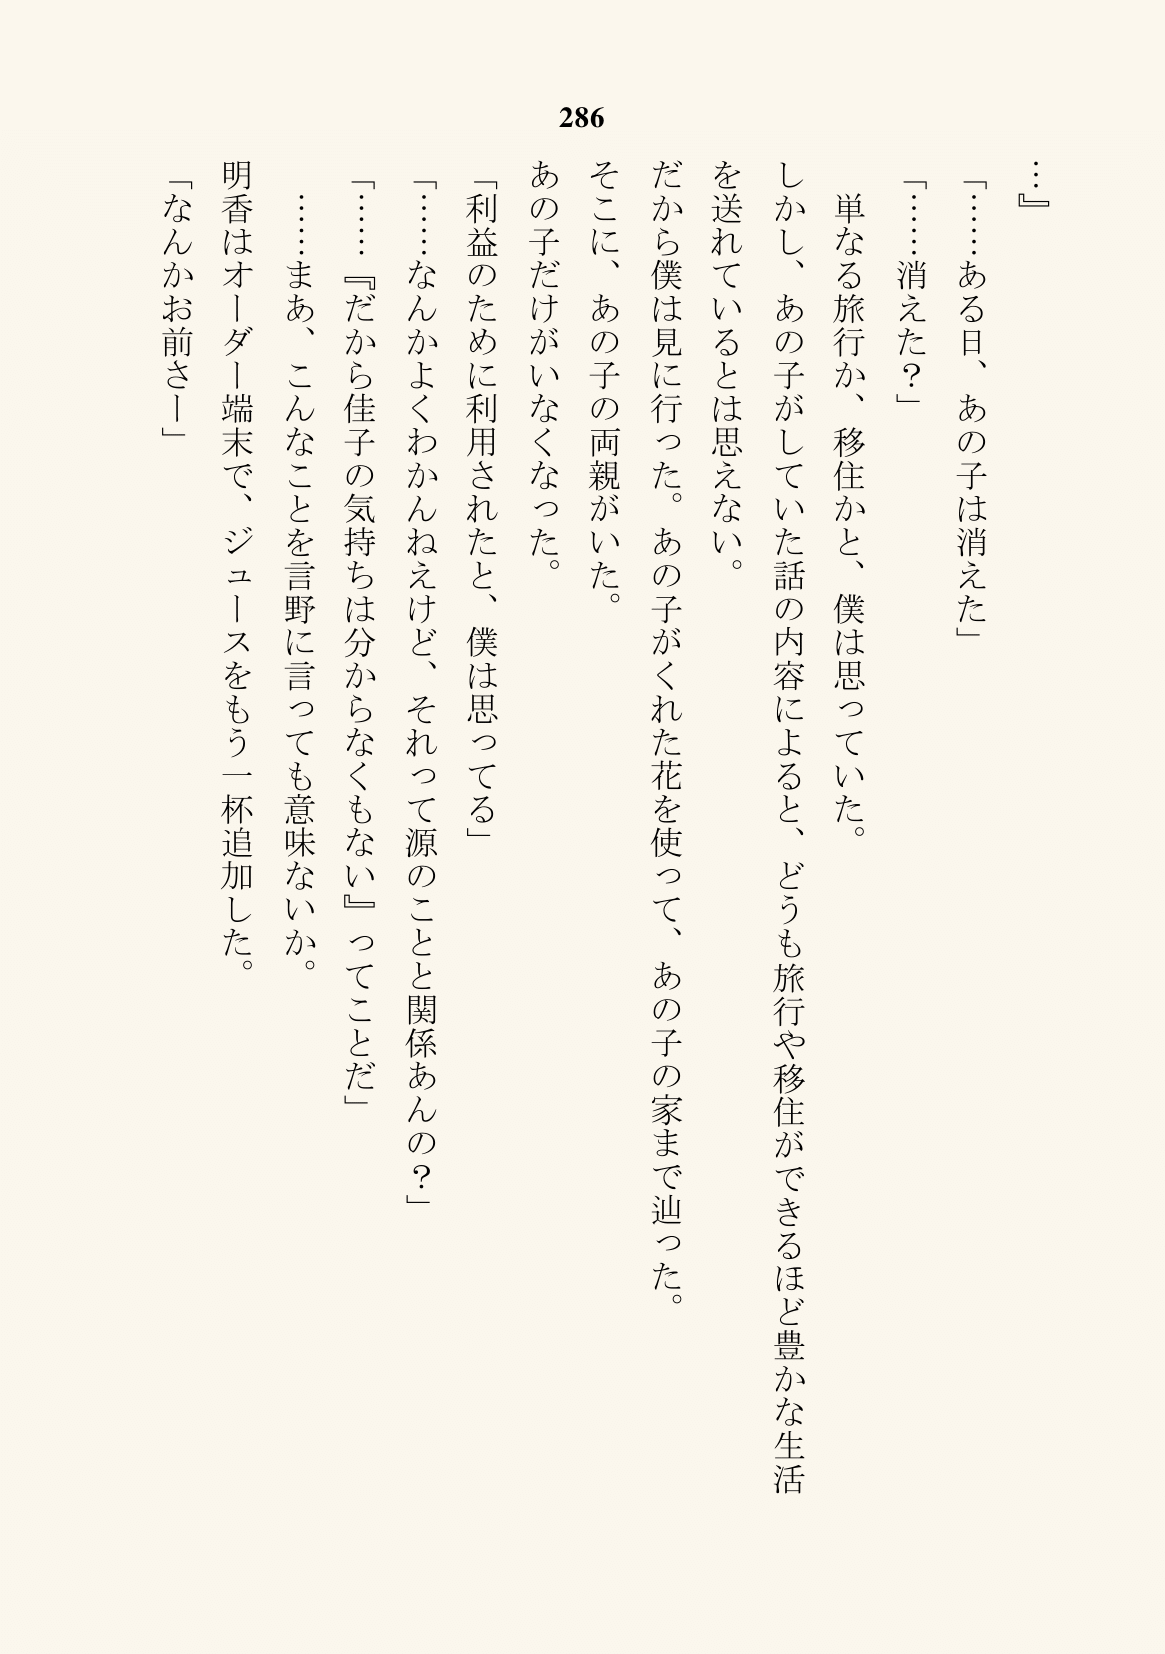 286
…』
「……ある日、あの子は消えた」
「……消えた？」
　単なる旅行か、移住かと、僕は思っていた。
しかし、あの子がしていた話の内容によると、どうも旅行や移住ができるほど豊かな生活
を送れているとは思えない。
だから僕は見に行った。あの子がくれた花を使って、あの子の家まで辿った。
そこに、あの子の両親がいた。
あの子だけがいなくなった。
「利益のために利用されたと、僕は思ってる」
「……なんかよくわかんねえけど、それって源のことと関係あんの？」
「……『だから佳子の気持ちは分からなくもない』ってことだ」
　……まあ、こんなことを言野に言っても意味ないか。
明香はオーダー端末で、ジュースをもう一杯追加した。
「なんかお前さー」